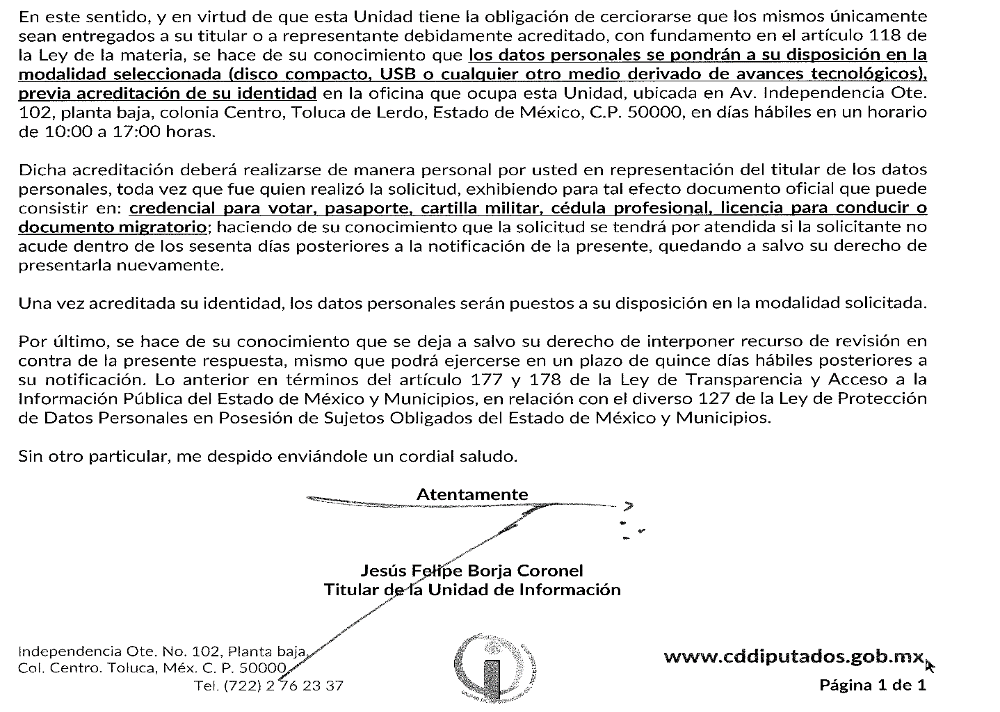 En este sentido, y en virtud de que esta Unidad tiene la obligación de cerciorarse que los mismos únicamente
sean entregados a su titular o a representante debidamente acreditado, con fundamento en el artículo 118 de
la Ley de la materia, se hace de su conocimiento que los datos personales se pondrán a su disposición en la
modalidad seleccionada (disco compacto, USB o cualquier otro medio derivado de avances tecnológicos),
previa acreditación de su identidad en la oficina que ocupa esta Unidad, ubicada en Av. Independencia Ote.
102, planta baja, colonia Centro, Toluca de Lerdo, Estado de México, C.P. 50000, en días hábiles en un horario
de 10:00 a 17:00 horas.
Dicha acreditación deberá realizarse de manera personal por usted en representación del titular de los datos
personales, toda vez que fue quien realizó la solicitud, exhibiendo para tal efecto documento oficial que puede
consistir en: credencial para votar, pasaporte, cartilla militar, cédula profesional, licencia para conducir o
documento migratorio; haciendo de su conocimiento que la solicitud se tendrá por atendida si la solicitante no
acude dentro de los sesenta días posteriores a la notificación de la presente, quedando a salvo su derecho de
presentarla nuevamente.
Una vez acreditada su identidad, los datos personales serán puestos a su disposición en la modalidad solicitada.
Por último, se hace de su conocimiento que se deja a salvo su derecho de interponer recurso de revisión en
contra de la presente respuesta, mismo que podrá ejercerse en un plazo de quince días hábiles posteriores a
su notificación. Lo anterior en términos del artículo 177 y 178 de la Ley de Transparencia y Acceso a la
Información Pública del Estado de México y Municipios, en relación con el diverso 127 de la Ley de Protección
de Datos Personales en Posesión de Sujetos Obligados del Estado de México y Municipios.
Sin otro particular, me despido enviándole un cordial saludo.
Atentamente
Jesús Felipe Borja Coronel
Titular de la Unidad de Información
Independencia Ote. No. 102, Planta baja,
Col. Centro. Toluca, Méx. C. P. 50000,
Tel. (722) 2 76 23 37
www.cddiputados.gob.mx
Página 1 de 1